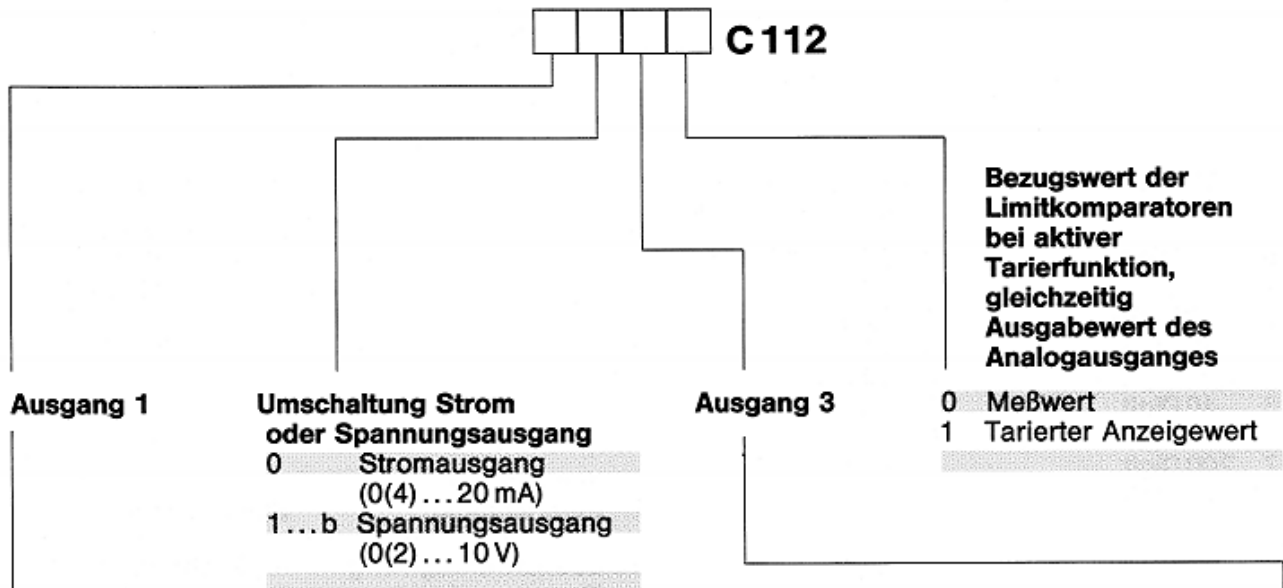 C 112
Bezugswert der
Limitkomparatoren
bei aktiver
Tarierfunktion,
gleichzeitig
Ausgabewert des
Analogausganges
0 Meßwert
1 Tarierter Anzeigewert
Ausgang 1
Umschaltung Strom
oder Spannungsausgang
0 Stromausgang
(0(4) ... 20 mA)
1...b Spannungsausgang
(0(2) ... 10 V)
Ausgang 3